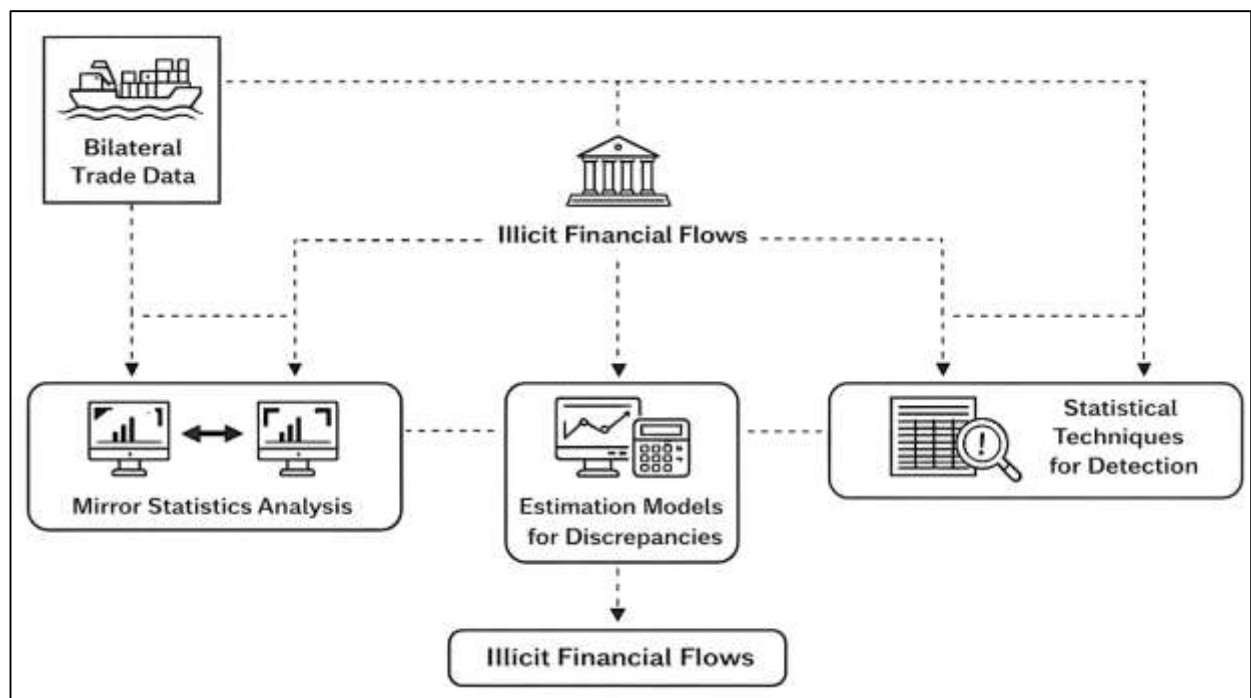 Bilateral
Trade Data
Illicit Financial Flows
Mirror Statistics Analysis
Estimation Models
for Discrepancies
Statistical
Techniques
for Detection
Illicit Financial Flows